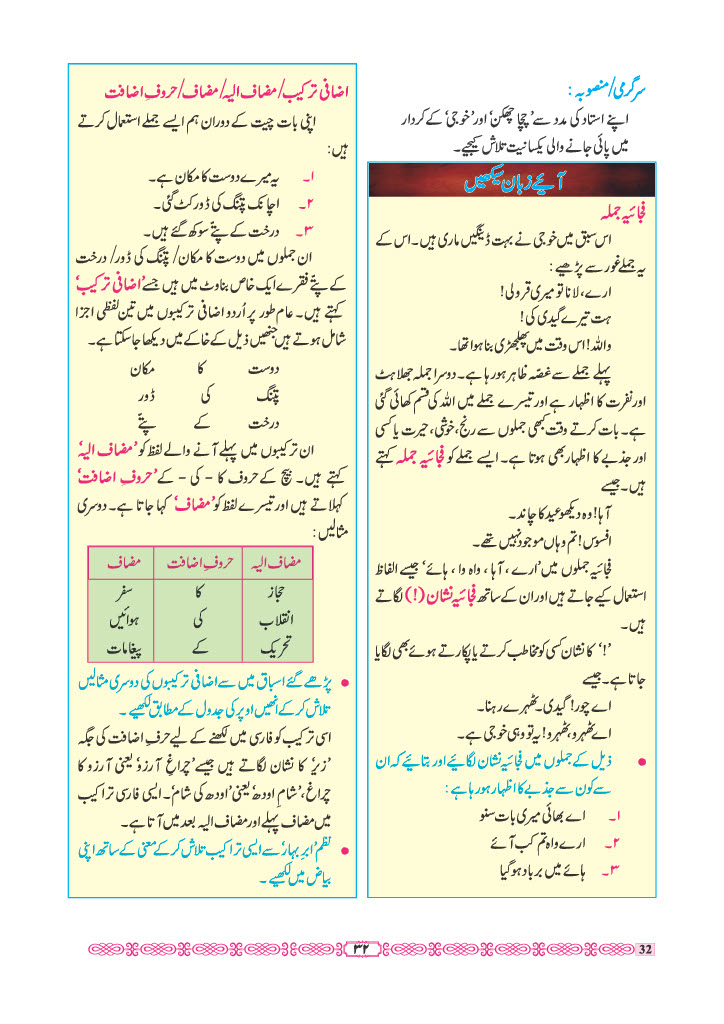 سرگرمی/منصوبہ :
اپنے استاد کی مدد سے 'چچا چھکن' اور 'خوجی' کے کردار
میں پائی جانے والی یکسانیت تلاش کیجیے۔
آئیے زبان سیکھیں
فجائیہ جملہ
اس سبق میں خوجی نے بہت ڈینگیں ماری ہیں۔ اس کے
یہ جملے غور سے پڑھیے :
ارے، لانا تو میری قرولی!
ہت تیرے گیدی کی!
واللہ! اس وقت میں پھلجھڑی بنا ہوا تھا۔
پہلے جملے سے غصہ ظاہر ہو رہا ہے۔ دوسرا جملہ جھلاہٹ
اور نفرت کا اظہار ہے اور تیسرے جملے میں اللہ کی قسم کھائی گئی
ہے۔ بات کرتے وقت کبھی جملوں سے رنج، خوشی، حیرت یا کسی
اور جذبے کا اظہار بھی ہوتا ہے۔ ایسے جملے کو فجائیہ جملہ کہتے
ہیں۔ جیسے
آہا! وہ دیکھو عید کا چاند۔
افسوس! تم وہاں موجود نہیں تھے۔
فجائیہ جملوں میں 'ارے ، آہا ، واہ وا ، ہائے' جیسے الفاظ
استعمال کیے جاتے ہیں اور ان کے ساتھ فجائیہ نشان (!) لگاتے
ہیں۔
'!' کا نشان کسی کو مخاطب کرتے یا پکارتے ہوئے بھی لگایا
جاتا ہے۔ جیسے
اے چور! گیدی۔ ٹھہرے رہنا۔
اے ٹھہرو، ٹھہرو! یہ تو وہی خوجی ہے۔
• ذیل کے جملوں میں فجائیہ نشان لگائیے اور بتائیے کہ ان
سے کون سے جذبے کا اظہار ہو رہا ہے :
۱۔ اے بھائی میری بات سنو
۲۔ ارے واہ تم کب آئے
۳۔ ہائے میں برباد ہو گیا
اضافی ترکیب/ مضاف الیہ/ مضاف/ حروفِ اضافت
اپنی بات چیت کے دوران ہم ایسے جملے استعمال کرتے
ہیں:
۱۔ یہ میرے دوست کا مکان ہے۔
۲۔ اچانک پتنگ کی ڈور کٹ گئی۔
۳۔ درخت کے پتّے سوکھ گئے ہیں۔
ان جملوں میں دوست کا مکان/ پتنگ کی ڈور/ درخت
کے پتّے فقرے ایک خاص بناوٹ میں ہیں جسے 'اضافی ترکیب'
کہتے ہیں۔ عام طور پر اُردو اضافی ترکیبوں میں تین لفظی اجزا
شامل ہوتے ہیں جنھیں ذیل کے خاکے میں دیکھا جا سکتا ہے۔
دوست کا مکان
پتنگ کی ڈور
درخت کے پتّے
ان ترکیبوں میں پہلے آنے والے لفظ کو 'مضاف الیہ'
کہتے ہیں۔ بیچ کے حروف کا - کی - کے 'حروفِ اضافت'
کہلاتے ہیں اور تیسرے لفظ کو 'مضاف' کہا جاتا ہے۔ دوسری
مثالیں :
مضاف الیہ حروفِ اضافت مضاف
حجاز کا سفر
انقلاب کی ہوائیں
تحریک کے پیغامات
• پڑھے گئے اسباق میں سے اضافی ترکیبوں کی دوسری مثالیں
تلاش کر کے انھیں اوپر کی جدول کے مطابق لکھیے ۔
اسی ترکیب کو فارسی میں لکھنے کے لیے حرفِ اضافت کی جگہ
'زیر' کا نشان لگاتے ہیں جیسے 'چراغِ آرزو' یعنی آرزو کا
چراغ، 'شامِ اودھ' یعنی 'اودھ کی شام'۔ ایسی فارسی تراکیب
میں مضاف پہلے اور مضاف الیہ بعد میں آتا ہے۔
• نظم 'ابرِ بہار' سے ایسی تراکیب تلاش کر کے معنی کے ساتھ اپنی
بیاض میں لکھیے ۔
۳۲
32